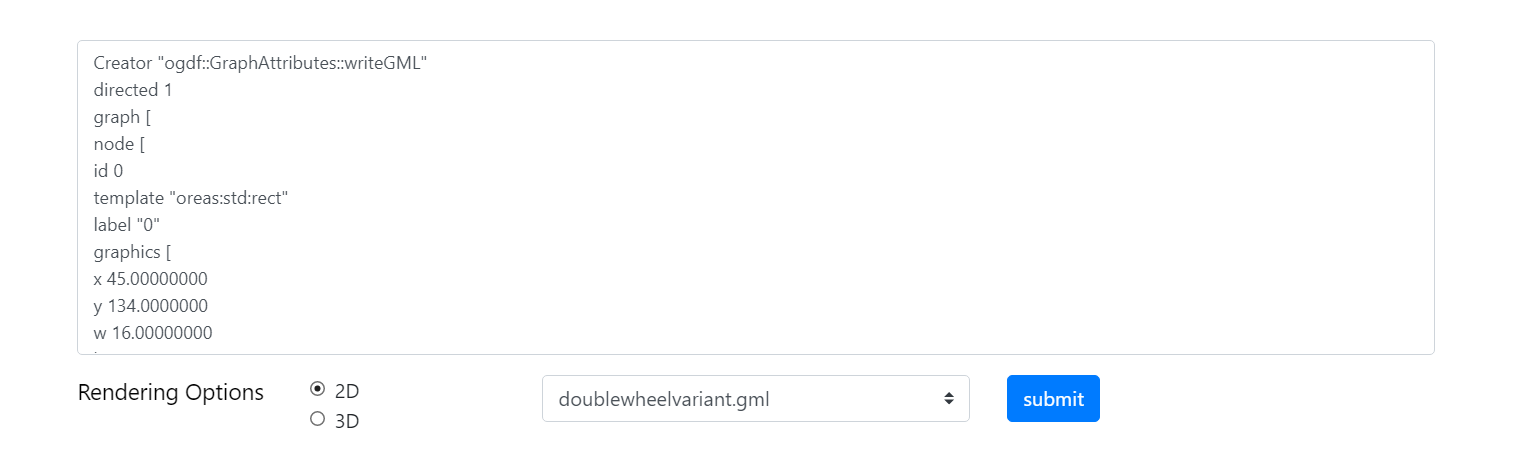 Creator "ogdf::GraphAttributes::writeGML"
directed 1
graph [
node [
id 0
template "oreas:std:rect"
label "0"
graphics [
x 45.00000000
y 134.0000000
w 16.00000000
Rendering Options
2D
3D
doublewheelvariant.gml
submit